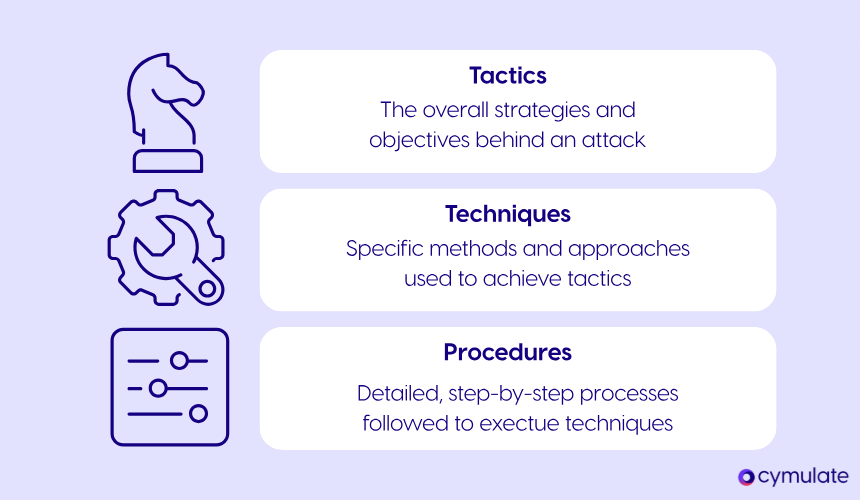 Tactics
The overall strategies and
objectives behind an attack
Techniques
Specific methods and approaches
used to achieve tactics
Procedures
Detailed, step-by-step processes
followed to exectue techniques
cymulate